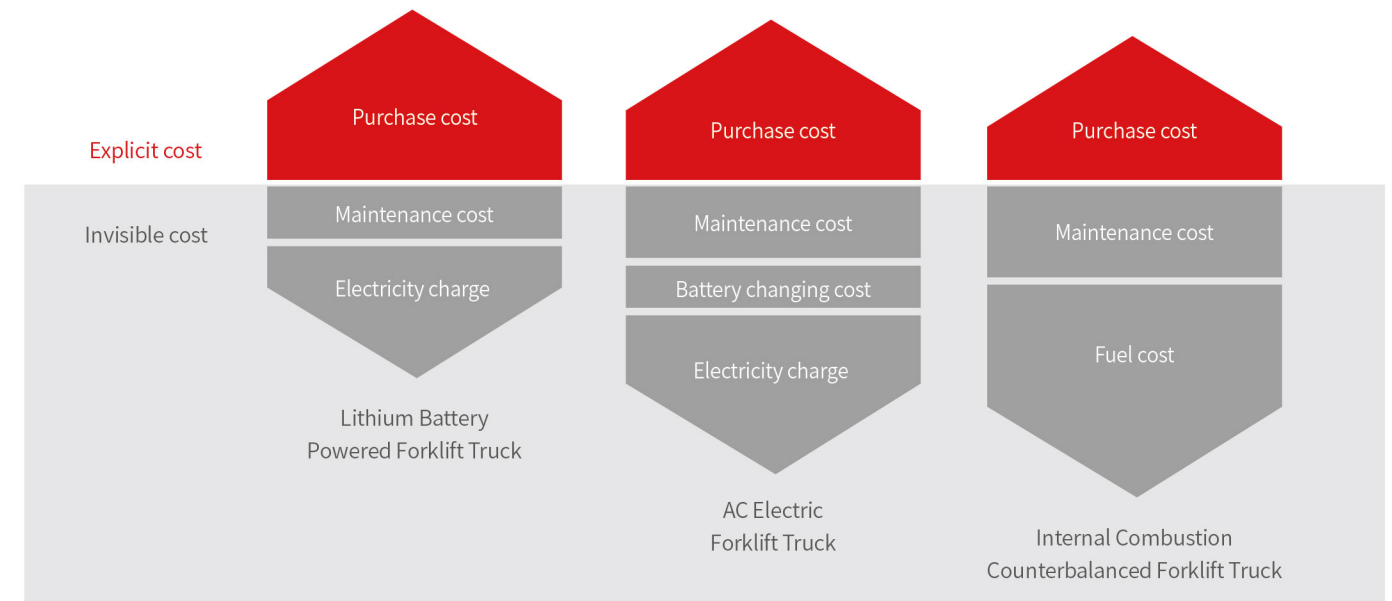 Explicit cost
Invisible cost
Purchase cost
Maintenance cost
Electricity charge
Lithium Battery
Powered Forklift Truck
Purchase cost
Maintenance cost
Battery changing cost
Electricity charge
AC Electric
Forklift Truck
Purchase cost
Maintenance cost
Fuel cost
Internal Combustion
Counterbalanced Forklift Truck